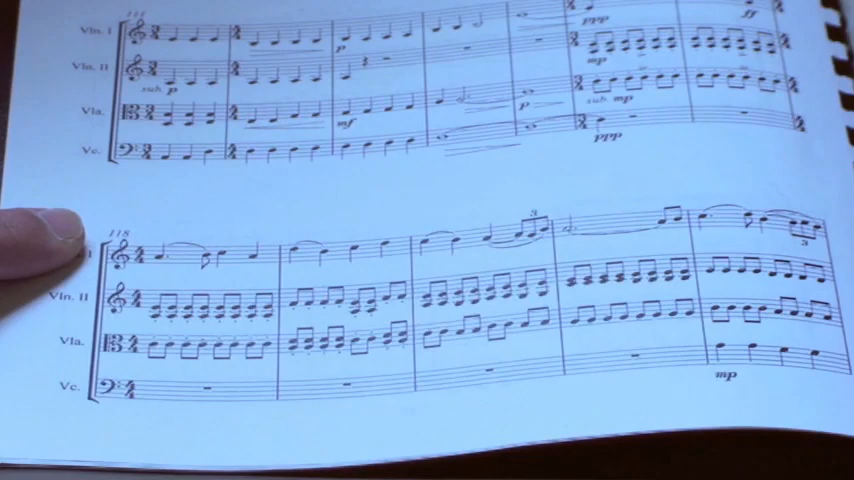 111
Vln. I
p
ppp
ff
Vln. II
sub. p
mp
Vla.
mf
p
sub mp
Vc.
ppp
118
3
3
I
Vln. II
Vla.
Vc.
mp